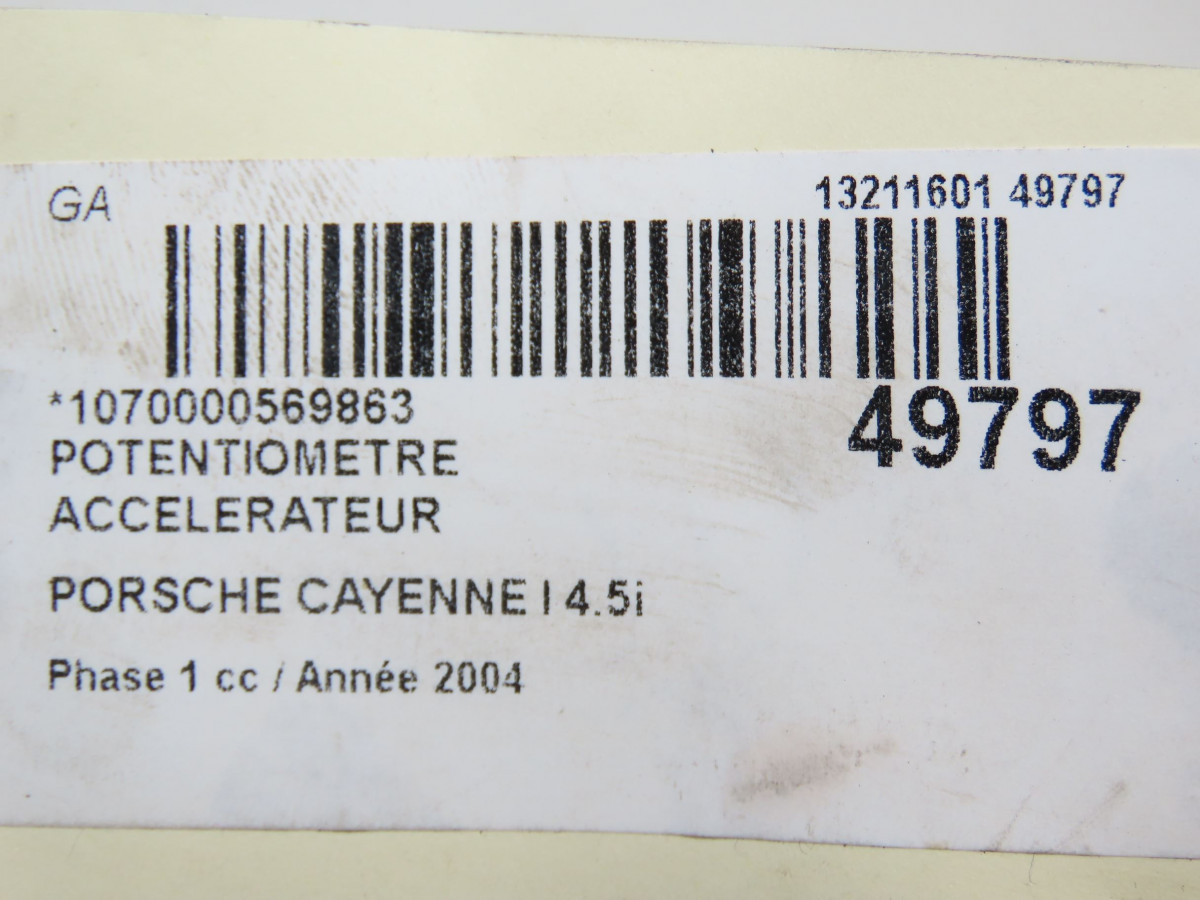 GA
13211601 49797
*1070000569863
49797
POTENTIOMETRE
ACCELERATEUR
PORSCHE CAYENNE I 4.5i
Phase 1 cc / Année 2004